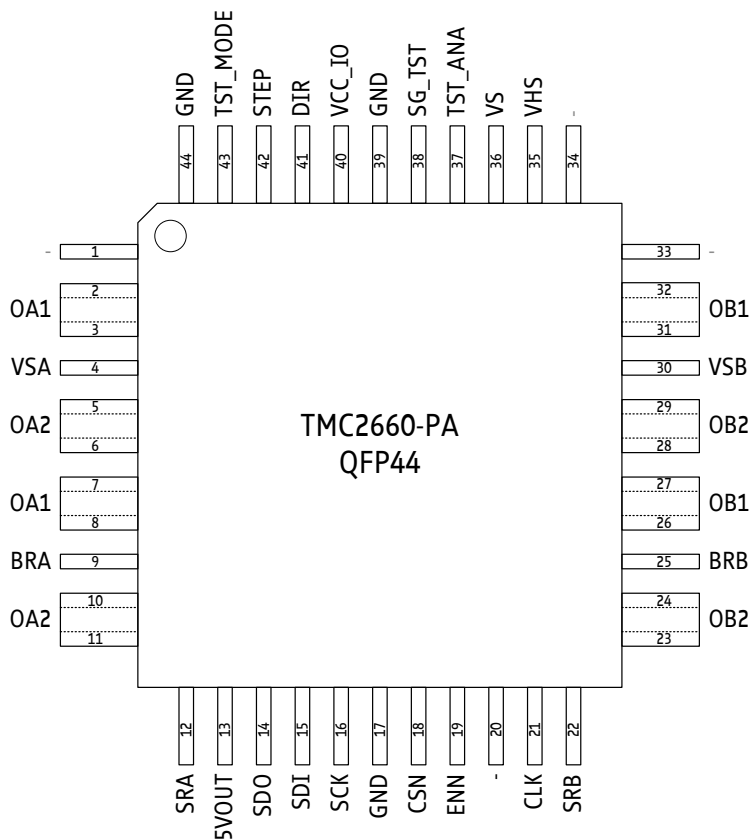 GND
TST_MODE
STEP
DIR
VCC_IO
GND
SG_TST
TST_ANA
VS
VHS
-
44
43
42
41
40
39
38
37
36
35
34
- 1
OA1 2
3
VSA 4
OA2 5
6
OA1 7
8
BRA 9
OA2 10
11
TMC2660-PA
QFP44
33 -
32 OB1
31
30 VSB
29 OB2
28
27 OB1
26
25 BRB
24 OB2
23
12
13
14
15
16
17
18
19
20
21
22
SRA
5VOUT
SDO
SDI
SCK
GND
CSN
ENN
-
CLK
SRB